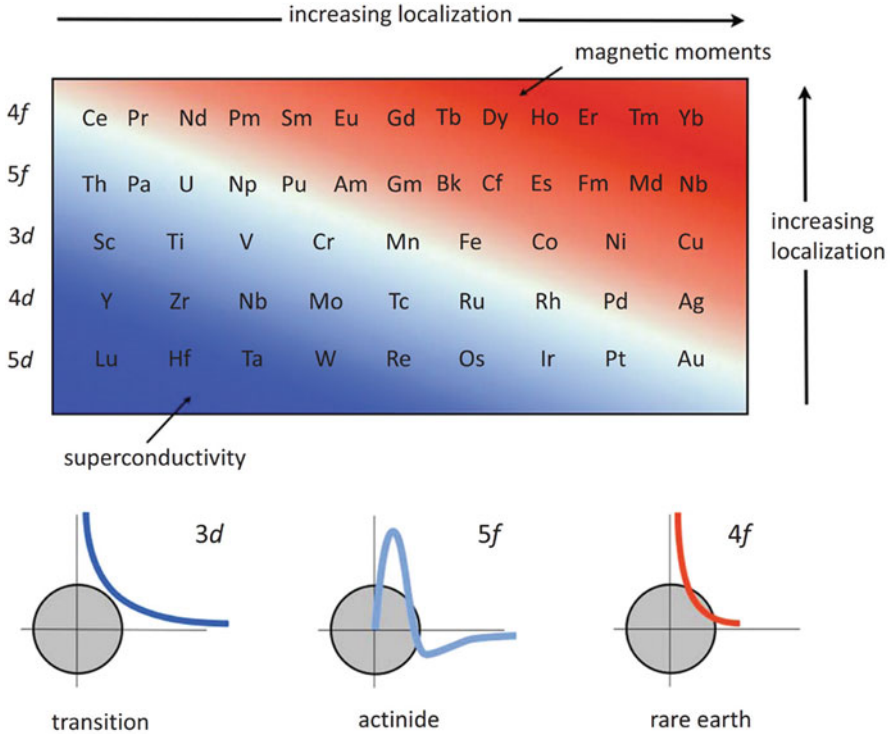 increasing localization
magnetic moments
4f Ce Pr Nd Pm Sm Eu Gd Tb Dy Ho Er Tm Yb
5f Th Pa U Np Pu Am Gm Bk Cf Es Fm Md Nb
increasing
localization
3d Sc Ti V Cr Mn Fe Co Ni Cu
4d Y Zr Nb Mo Tc Ru Rh Pd Ag
5d Lu Hf Ta W Re Os Ir Pt Au
superconductivity
3d 5f 4f
transition actinide rare earth